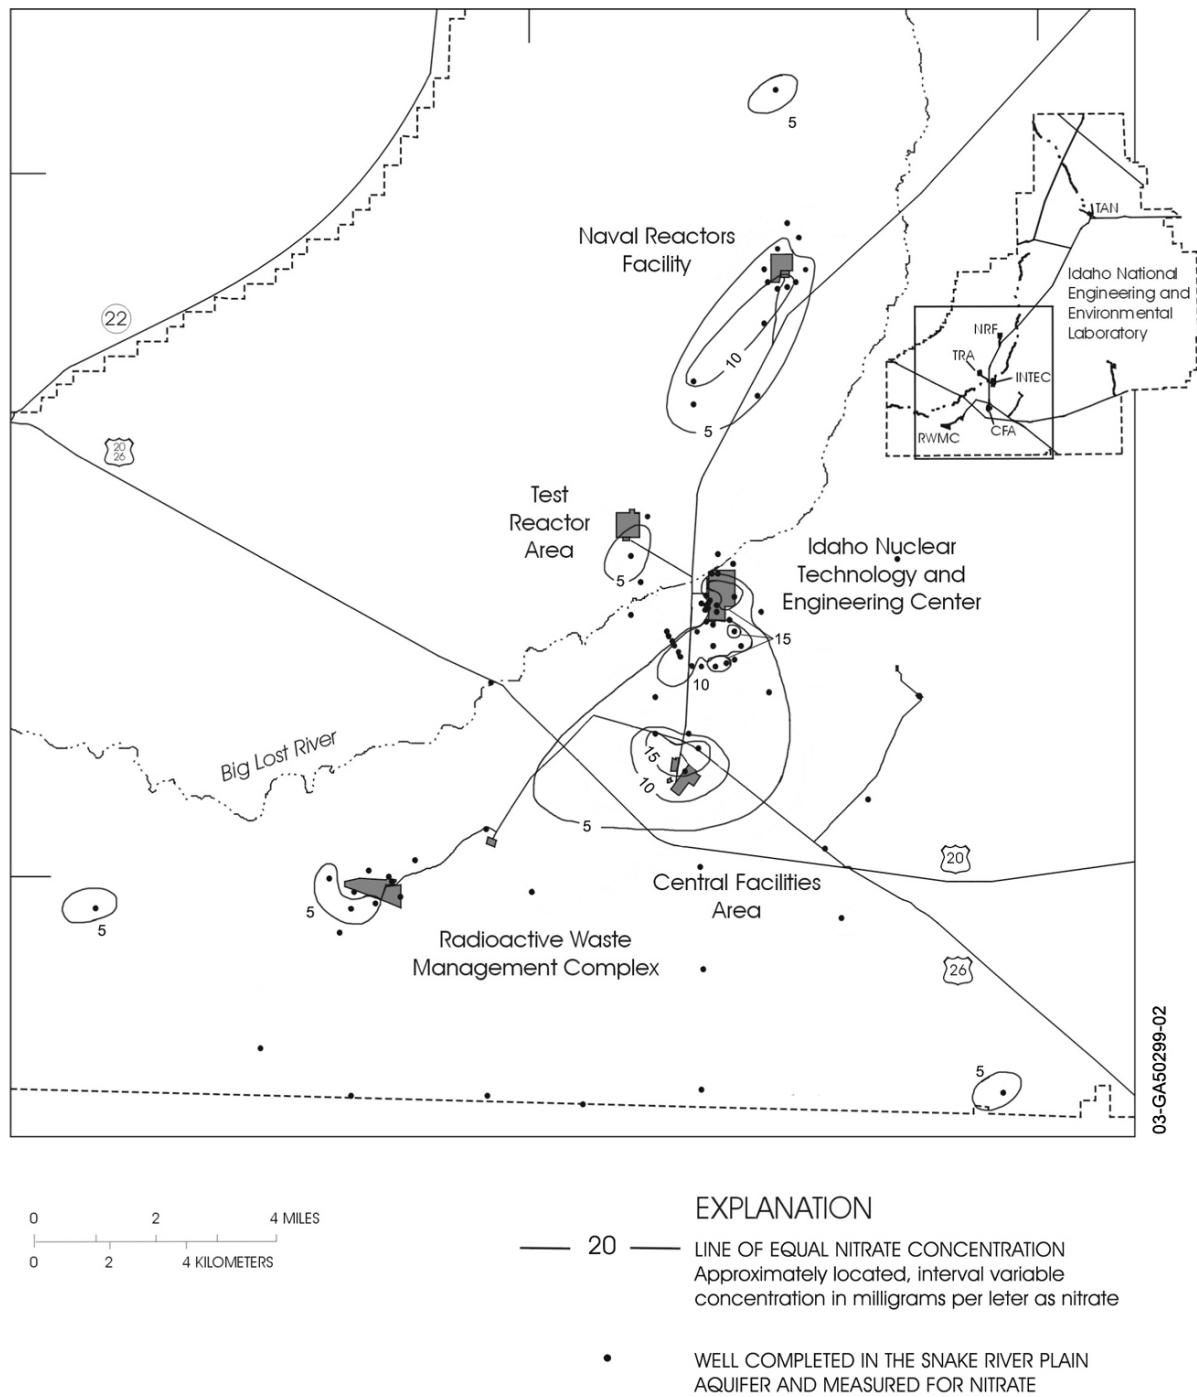 5
TAN
Naval Reactors
Facility
Idaho National
Engineering and
Environmental
Laboratory
22
NRF
TRA
INTEC
10
CFA
RWMC
5
20
26
Test
Reactor
Area
5
Idaho Nuclear
Technology and
Engineering Center
15
10
Big Lost River
15
10
5
20
Central Facilities
Area
5
5
Radioactive Waste
Management Complex
26
5
03-GA50299-02
0 2 4 MILES
0 2 4 KILOMETERS
EXPLANATION
20 LINE OF EQUAL NITRATE CONCENTRATION
Approximately located, interval variable
concentration in milligrams per leter as nitrate
WELL COMPLETED IN THE SNAKE RIVER PLAIN
AQUIFER AND MEASURED FOR NITRATE